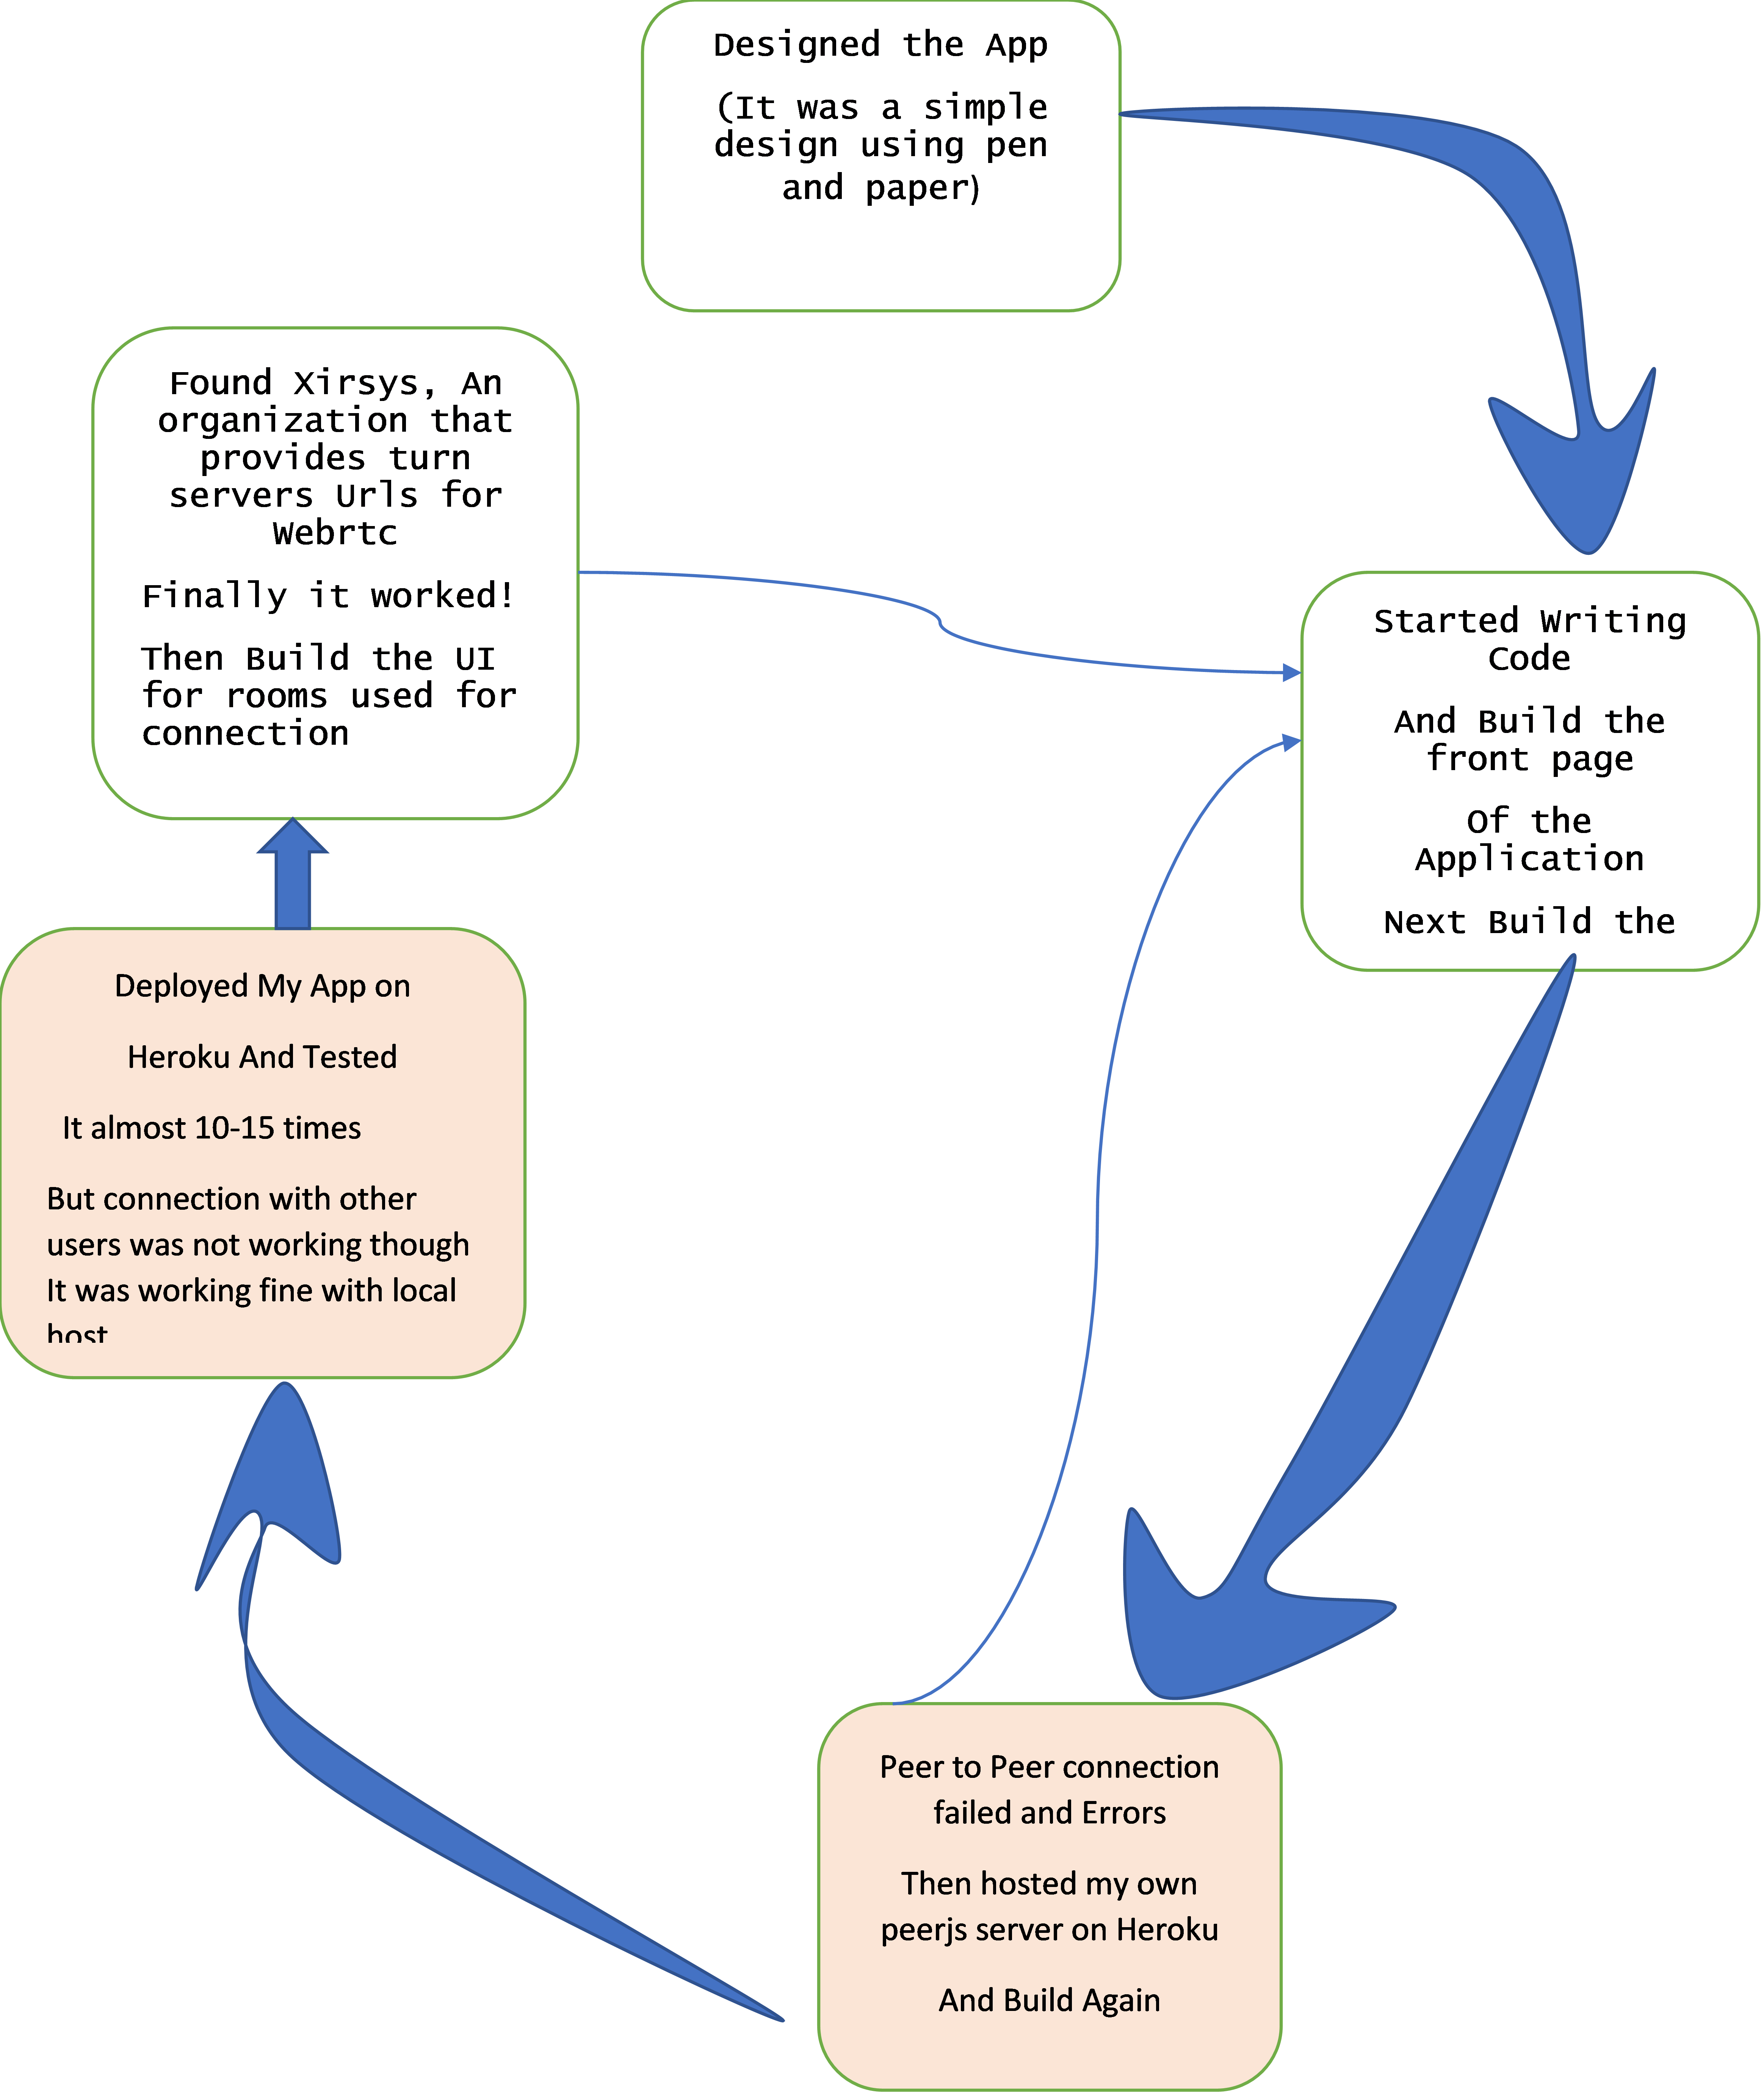 Designed the App
(It was a simple
design using pen
and paper)
Found Xirsys, An
organization that
provides turn
servers Urls for
Webrtc
Finally it worked!
Then Build the UI
for rooms used for
connection
Started Writing
Code
And Build the
front page
Of the
Application
Next Build the
Deployed My App on
Heroku And Tested
It almost 10-15 times
But connection with other
users was not working though
It was working fine with local
host
Peer to Peer connection
failed and Errors
Then hosted my own
peerjs server on Heroku
And Build Again